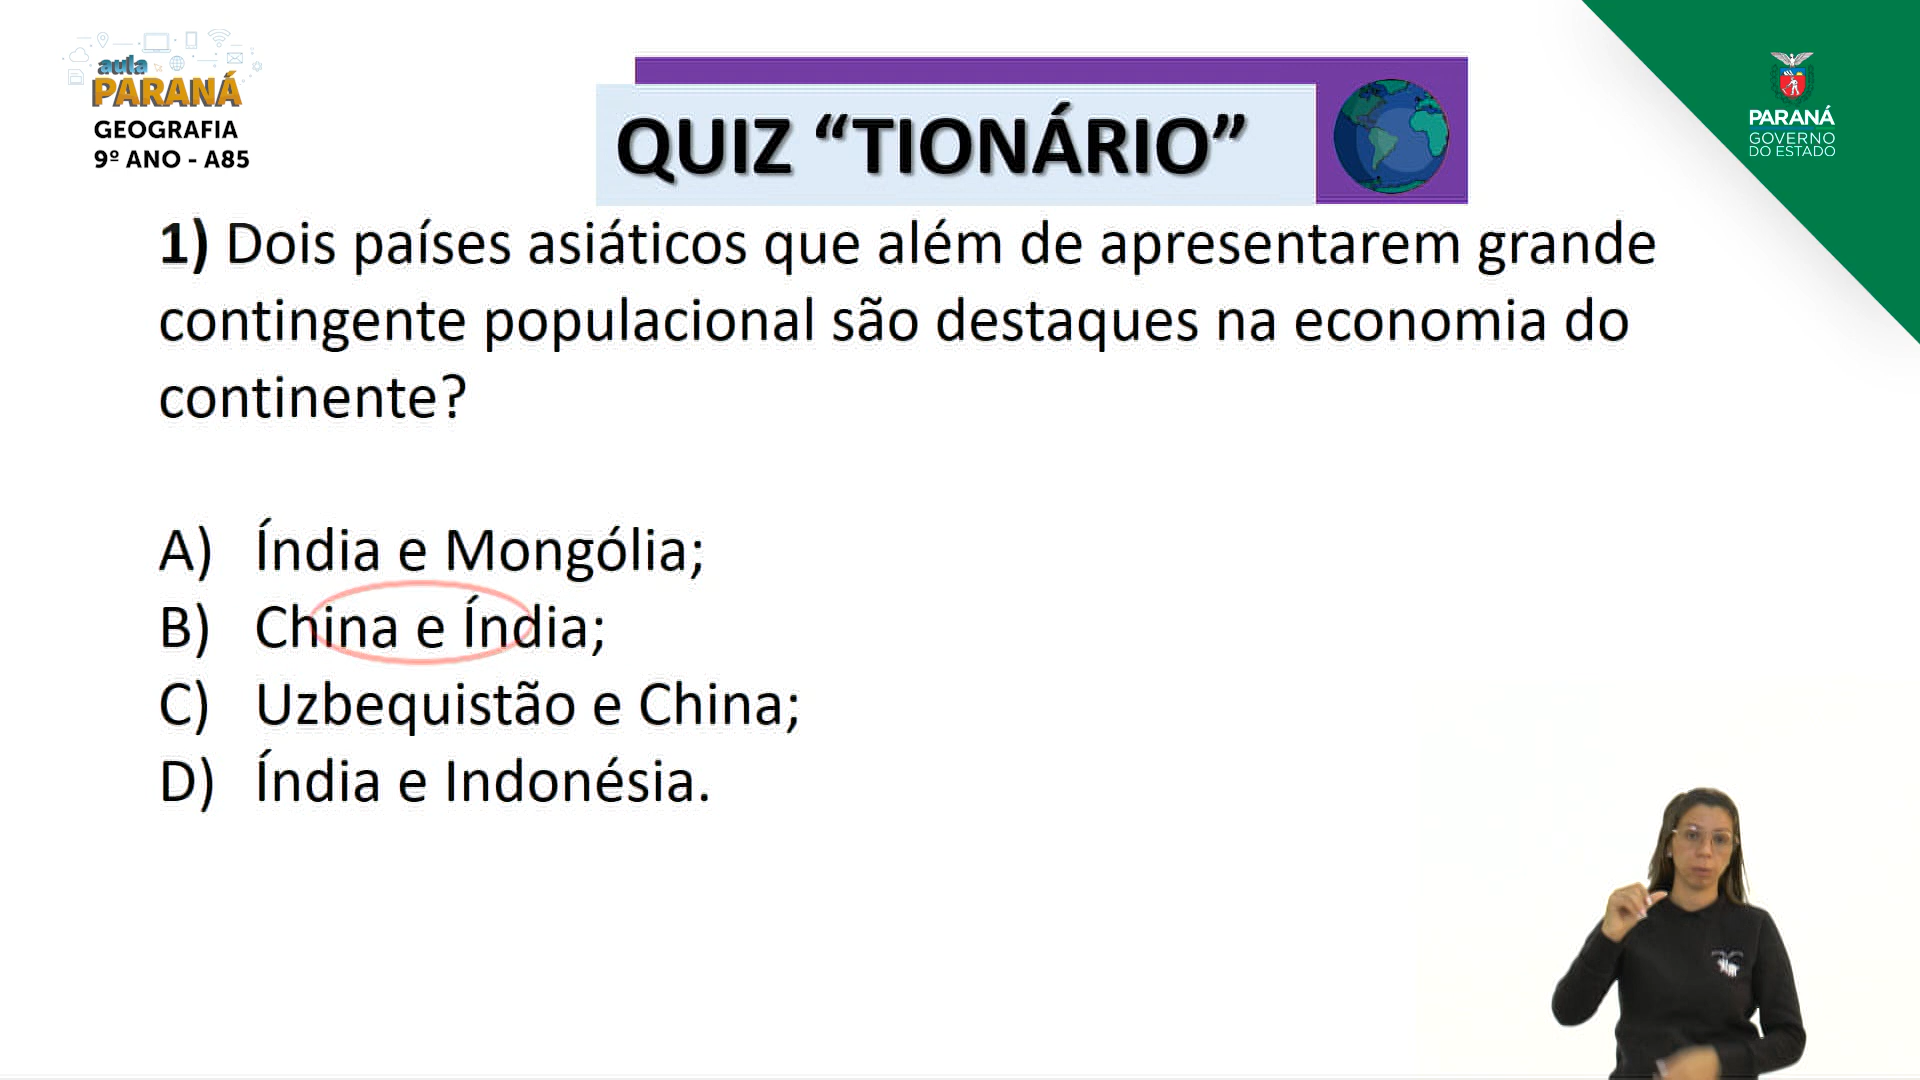 aula
PARANÁ
GEOGRAFIA
9º ANO - A85
QUIZ “TIONÁRIO”
PARANÁ
GOVERNO
DO ESTADO
1) Dois países asiáticos que além de apresentarem grande
contingente populacional são destaques na economia do
continente?
A) Índia e Mongólia;
B) China e Índia;
C) Uzbequistão e China;
D) Índia e Indonésia.